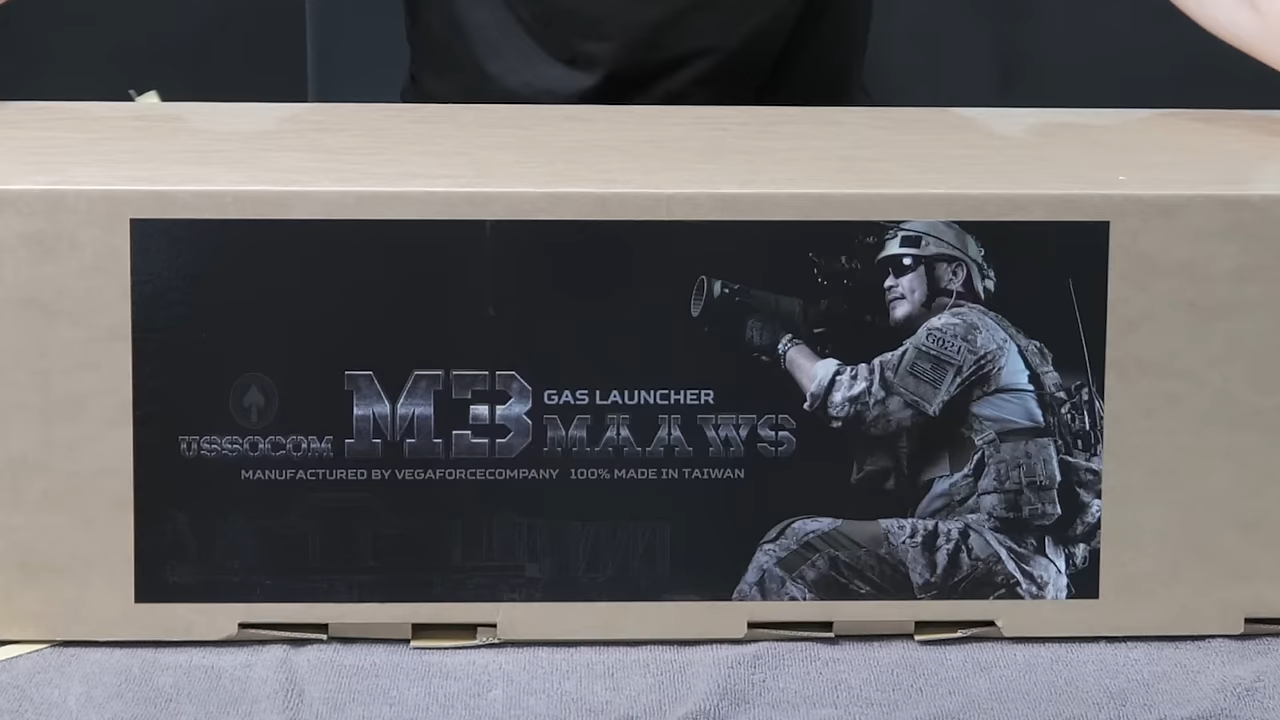 G021
USSOCOM M3 GAS LAUNCHER
MAAWS
MANUFACTURED BY VEGAFORCECOMPANY 100% MADE IN TAIWAN